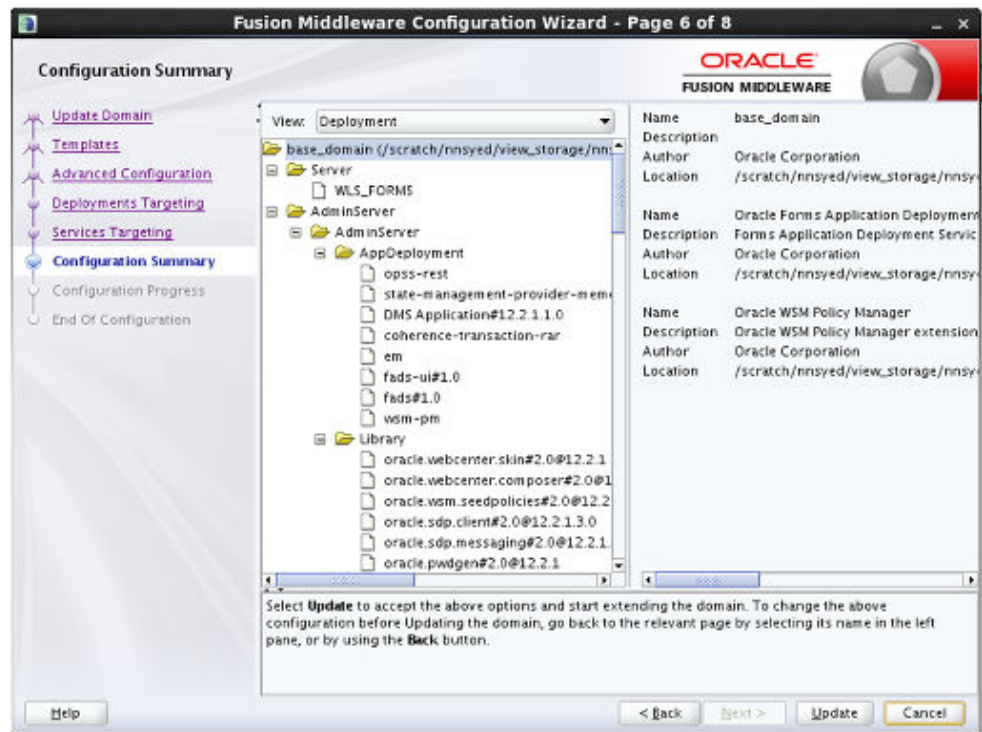 Fusion Middleware Configuration Wizard - Page 6 of 8
Configuration Summary
ORACLE
FUSION MIDDLEWARE
Update Domain
Templates
Advanced Configuration
Deployments Targeting
Services Targeting
Configuration Summary
Configuration Progress
End Of Configuration
View: Deployment
base_domain (/scratch/nnsyed/view_storage/nns
Server
WLS_FORMS
AdminServer
AdminServer
AppDeployment
opss-rest
state-management-provider-mem
DMS Application#12.2.1.1.0
coherence-transaction-rar
em
fads-ui#1.0
fads#1.0
wsm-pm
Library
oracle.webcenter.skin#2.0@12.2.1
oracle.webcenter.composer#2.0@1
oracle.wsm.seedpolicies#2.0@12.2
oracle.sdp.client#2.0@12.2.1.3.0
oracle.sdp.messaging#2.0@12.2.1.
oracle.pwdgen#2.0@12.2.1
Name base_domain
Description
Author Oracle Corporation
Location /scratch/nnsyed/view_storage/nnsy
Name Oracle Forms Application Deployment
Description Forms Application Deployment Servic
Author Oracle Corporation
Location /scratch/nnsyed/view_storage/nnsy
Name Oracle WSM Policy Manager
Description Oracle WSM Policy Manager extension
Author Oracle Corporation
Location /scratch/nnsyed/view_storage/nnsy
Select Update to accept the above options and start extending the domain. To change the above
configuration before Updating the domain, go back to the relevant page by selecting its name in the left
pane, or by using the Back button.
Help
< Back
Next >
Update
Cancel